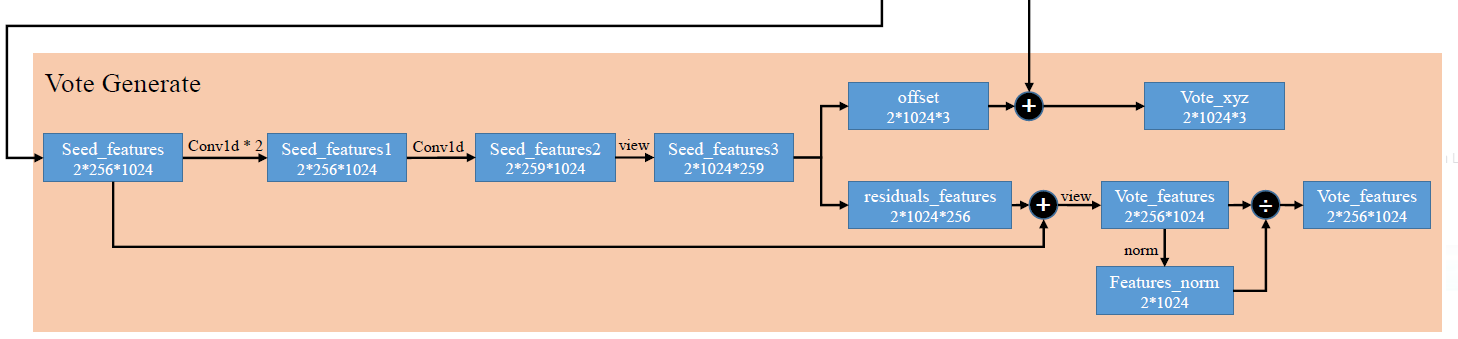 Vote Generate
Seed_features
2*256*1024
Conv1d * 2
Seed_features1
2*256*1024
Conv1d
Seed_features2
2*259*1024
view
Seed_features3
2*1024*259
offset
2*1024*3
+
Vote_xyz
2*1024*3
residuals_features
2*1024*256
+
view
Vote_features
2*256*1024
÷
Vote_features
2*256*1024
norm
Features_norm
2*1024